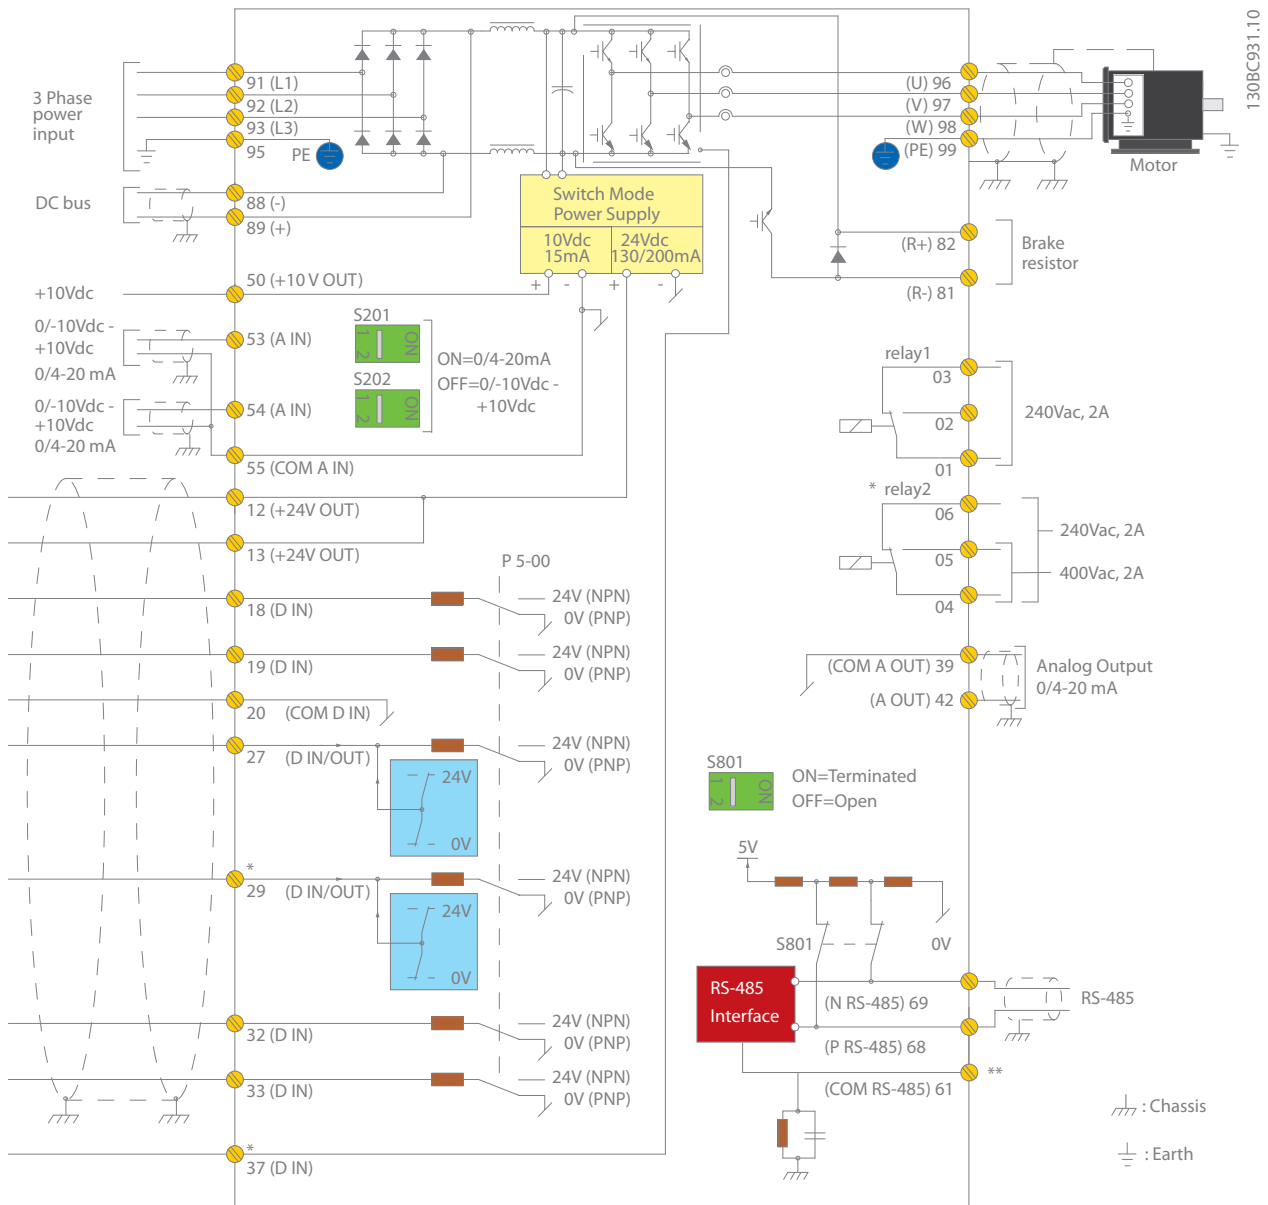 130BC931.10
3 Phase
power
input
91 (L1)
92 (L2)
93 (L3)
95
PE
DC bus
88 (-)
89 (+)
Switch Mode
Power Supply
10Vdc
15mA
24Vdc
130/200mA
+ - + -
(U) 96
(V) 97
(W) 98
(PE) 99
Motor
(R+) 82
(R-) 81
Brake
resistor
+10Vdc
50 (+10 V OUT)
0/-10Vdc -
+10Vdc
0/4-20 mA
53 (A IN)
0/-10Vdc -
+10Vdc
0/4-20 mA
54 (A IN)
55 (COM A IN)
S201
1 2 ON
S202
1 2 ON
ON=0/4-20mA
OFF=0/-10Vdc -
+10Vdc
relay1
03
02
01
240Vac, 2A
* relay2
06
05
04
240Vac, 2A
400Vac, 2A
12 (+24V OUT)
13 (+24V OUT)
P 5-00
18 (D IN)
24V (NPN)
0V (PNP)
19 (D IN)
24V (NPN)
0V (PNP)
20 (COM D IN)
27 (D IN/OUT)
24V (NPN)
0V (PNP)
24V
0V
*
29 (D IN/OUT)
24V (NPN)
0V (PNP)
24V
0V
32 (D IN)
24V (NPN)
0V (PNP)
33 (D IN)
24V (NPN)
0V (PNP)
*
37 (D IN)
(COM A OUT) 39
(A OUT) 42
Analog Output
0/4-20 mA
S801
1 2 ON
ON=Terminated
OFF=Open
5V
S801
0V
RS-485
Interface
(N RS-485) 69
(P RS-485) 68
(COM RS-485) 61
RS-485
**
: Chassis
: Earth